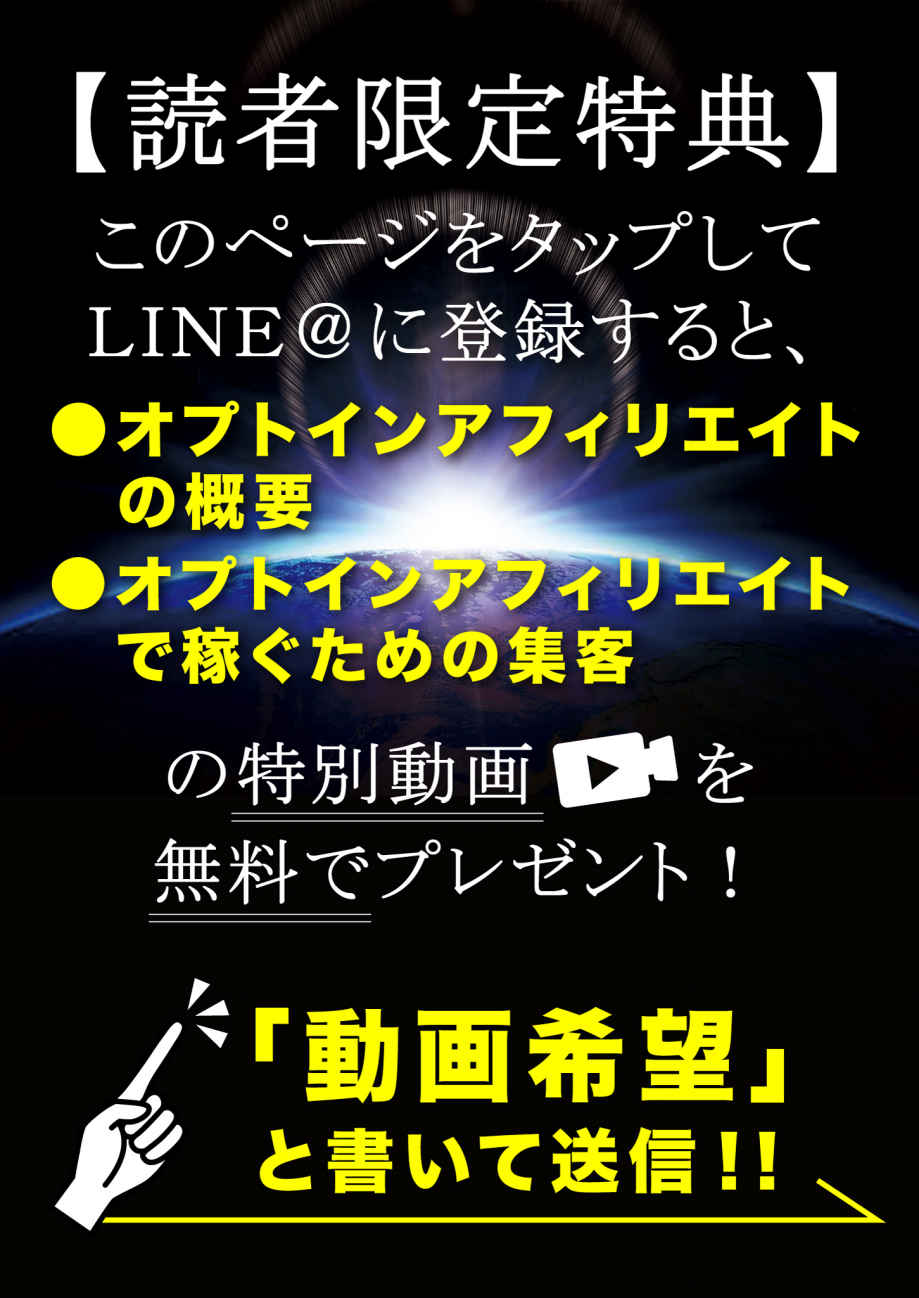 【読者限定特典】
このページをタップして
LINE@に登録すると、
●オプトインアフィリエイト
の概要
●オプトインアフィリエイト
で稼ぐための集客
の特別動画を
無料でプレゼント！
「動画希望」
と書いて送信！！